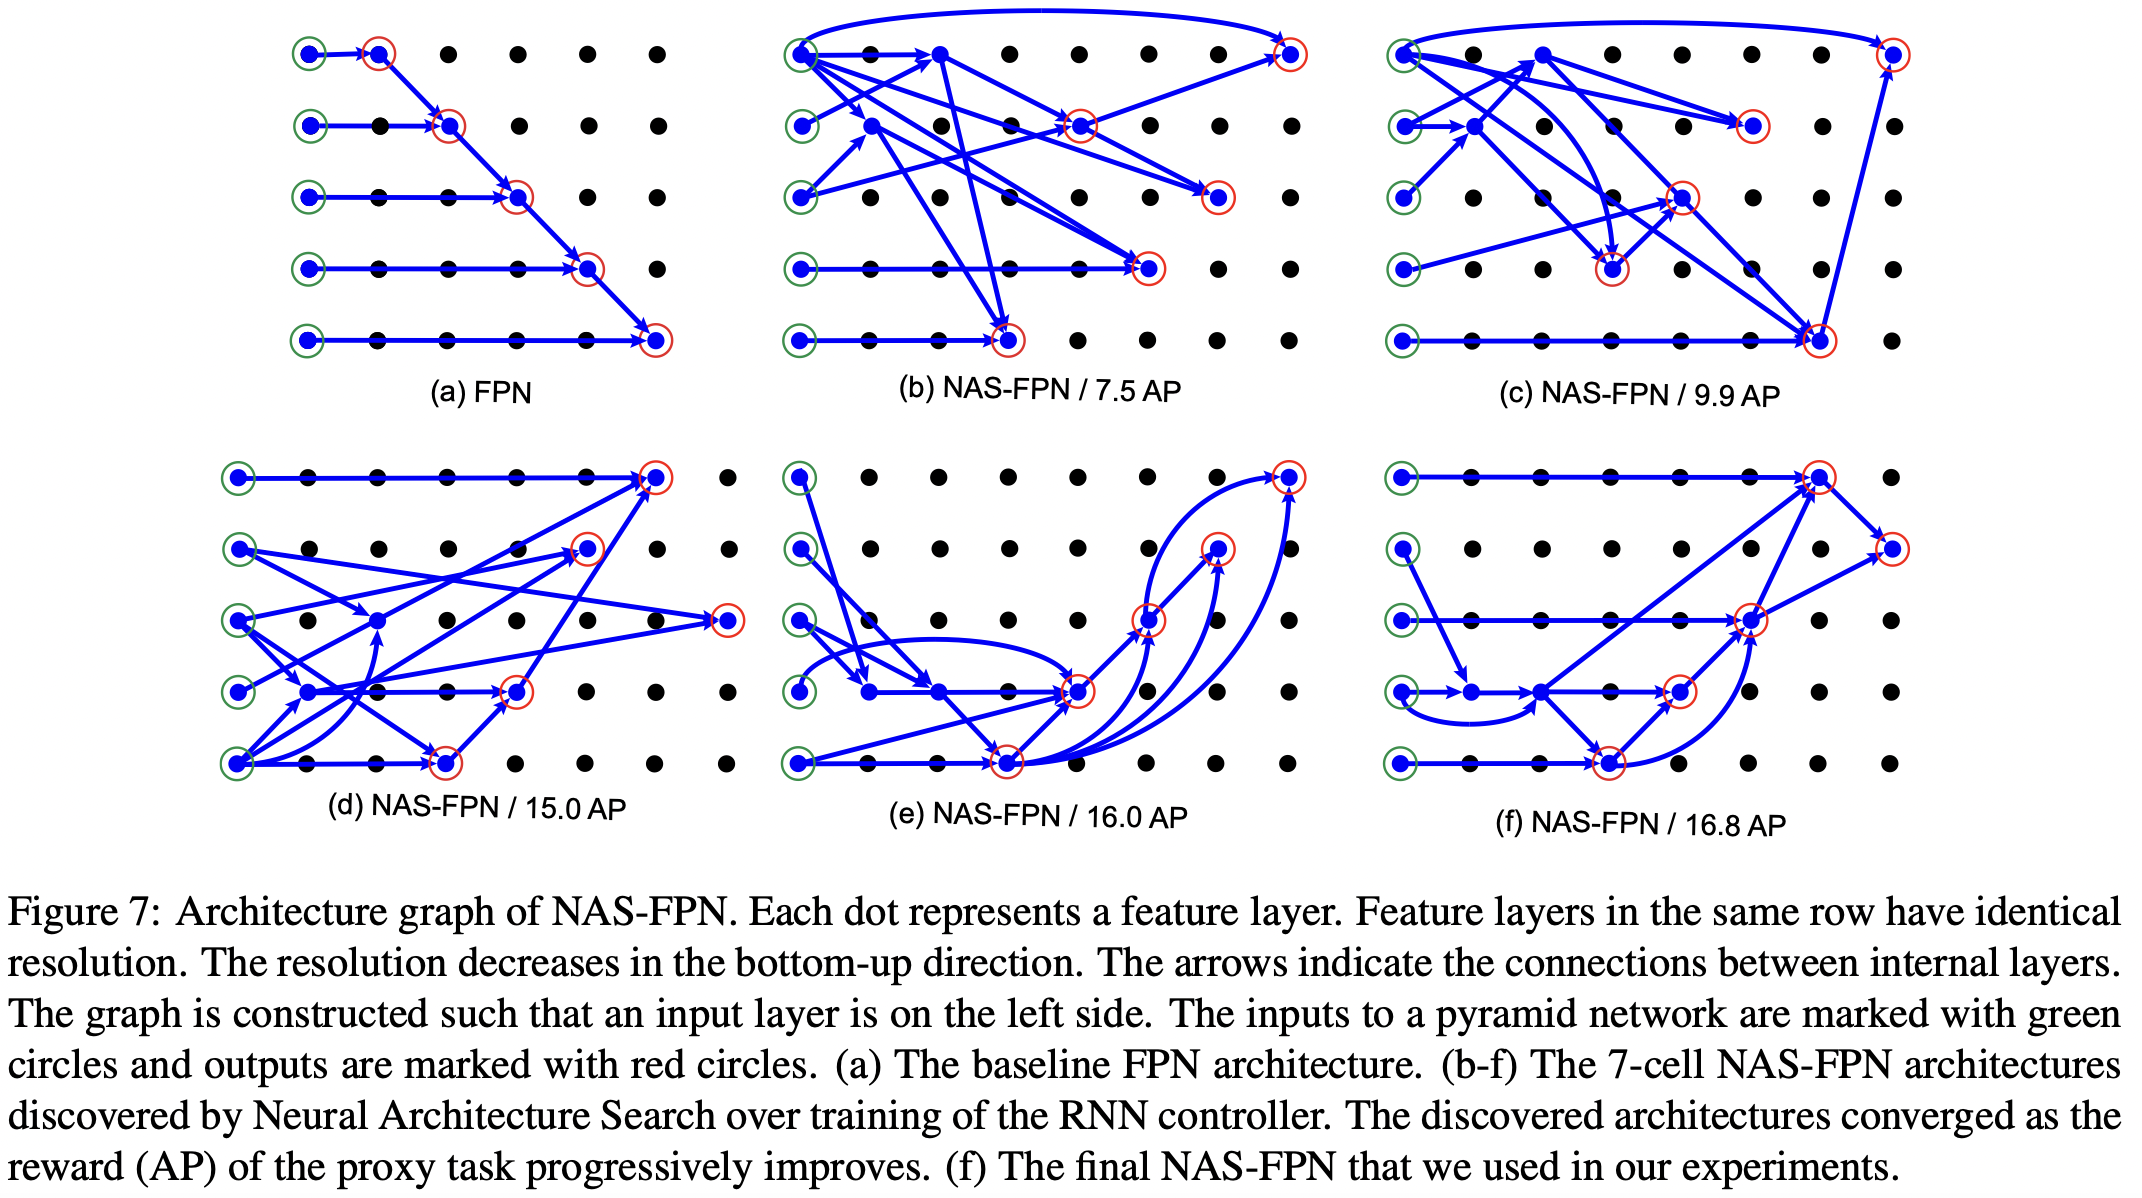 (a) FPN
(b) NAS-FPN / 7.5 AP
(c) NAS-FPN / 9.9 AP
(d) NAS-FPN / 15.0 AP
(e) NAS-FPN / 16.0 AP
(f) NAS-FPN / 16.8 AP
Figure 7: Architecture graph of NAS-FPN. Each dot represents a feature layer. Feature layers in the same row have identical
resolution. The resolution decreases in the bottom-up direction. The arrows indicate the connections between internal layers.
The graph is constructed such that an input layer is on the left side. The inputs to a pyramid network are marked with green
circles and outputs are marked with red circles. (a) The baseline FPN architecture. (b-f) The 7-cell NAS-FPN architectures
discovered by Neural Architecture Search over training of the RNN controller. The discovered architectures converged as the
reward (AP) of the proxy task progressively improves. (f) The final NAS-FPN that we used in our experiments.